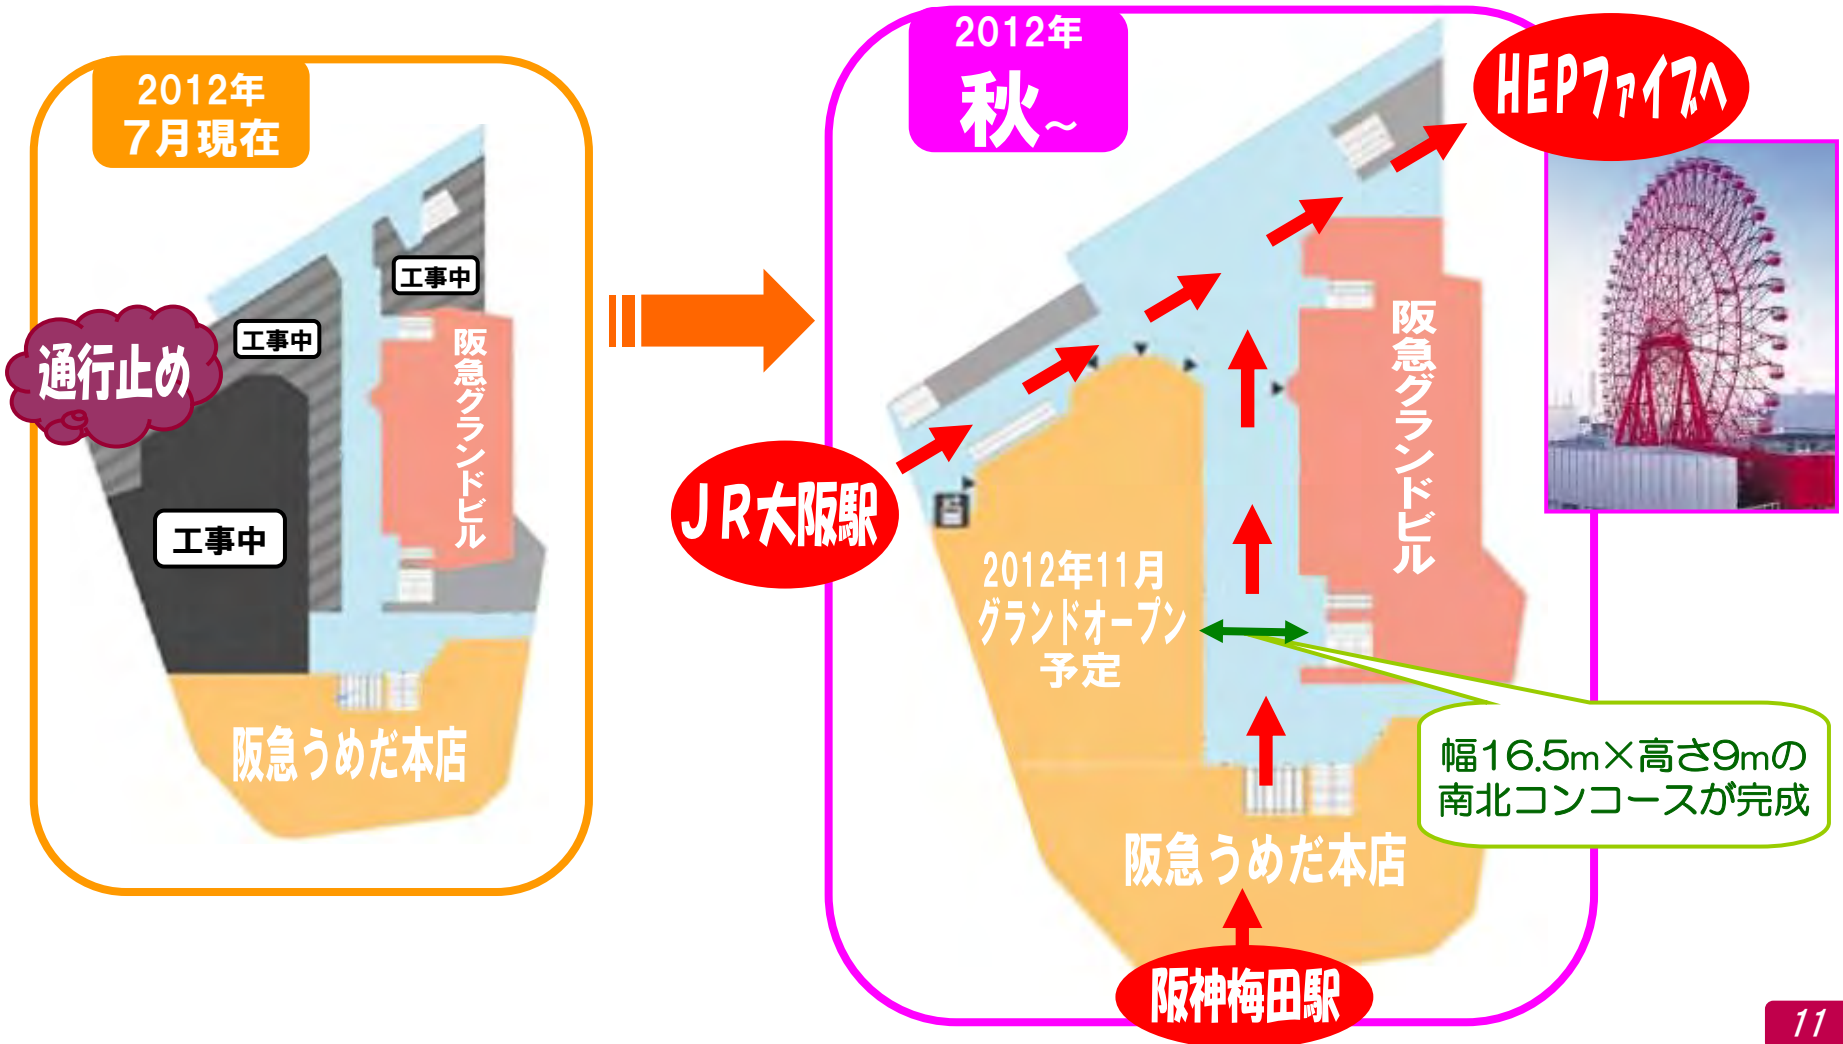 2012年
7月現在
工事中
工事中
通行止め
阪急グランドビル
工事中
阪急うめだ本店
2012年
秋~
HEPファイブへ
阪急グランドビル
JR大阪駅
2012年11月
グランドオープン
予定
幅16.5m×高さ9mの
南北コンコースが完成
阪急うめだ本店
阪神梅田駅
11